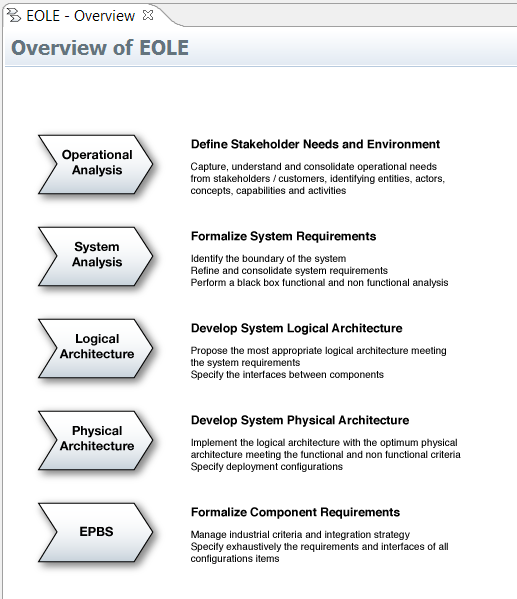 EOLE - Overview
Overview of EOLE
Operational
Analysis
Define Stakeholder Needs and Environment
Capture, understand and consolidate operational needs
from stakeholders / customers, identifying entities, actors,
concepts, capabilities and activities
System
Analysis
Formalize System Requirements
Identify the boundary of the system
Refine and consolidate system requirements
Perform a black box functional and non functional analysis
Logical
Architecture
Develop System Logical Architecture
Propose the most appropriate logical architecture meeting
the system requirements
Specify the interfaces between components
Physical
Architecture
Develop System Physical Architecture
Implement the logical architecture with the optimum physical
architecture meeting the functional and non functional criteria
Specify deployment configurations
EPBS
Formalize Component Requirements
Manage industrial criteria and integration strategy
Specify exhaustively the requirements and interfaces of all
configurations items